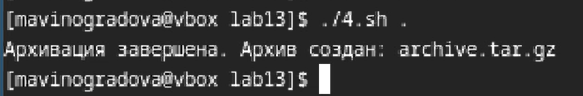 [mavinogradova@vbox lab13]$ ./4.sh .
Архивация завершена. Архив создан: archive.tar.gz
[mavinogradova@vbox lab13]$